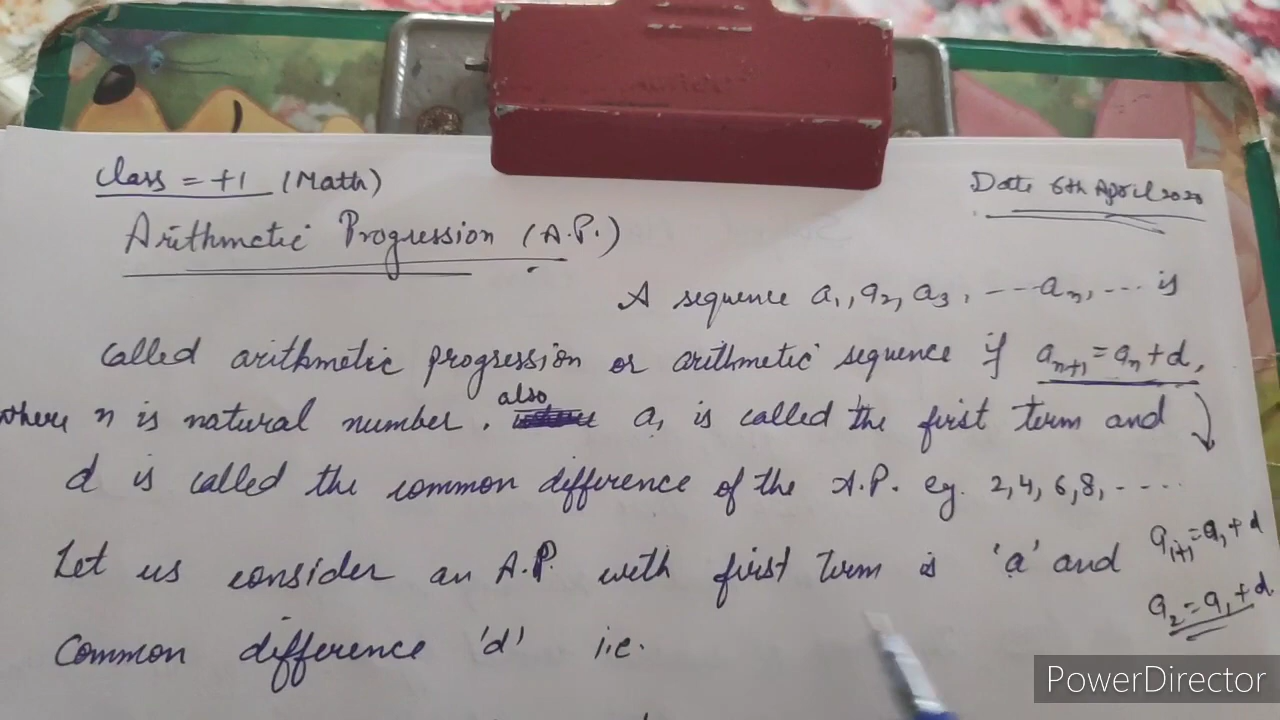 Class = +1 (Math)
Date 6th April 2020
Arithmetic Progression (A.P.)
A sequence a₁, a₂, a₃, ---aₙ, --- is
called arithmetic progression or arithmetic sequence if aₙ₊₁ = aₙ + d,
where n is natural number. also a₁ is called the first term and
d is called the common difference of the A.P. eg. 2, 4, 6, 8, ----
a₁₊₁ = a₁ + d
Let us consider an A.P. with first term is 'a' and
a₂ = a₁ + d
Common difference 'd' i.e.
PowerDirector